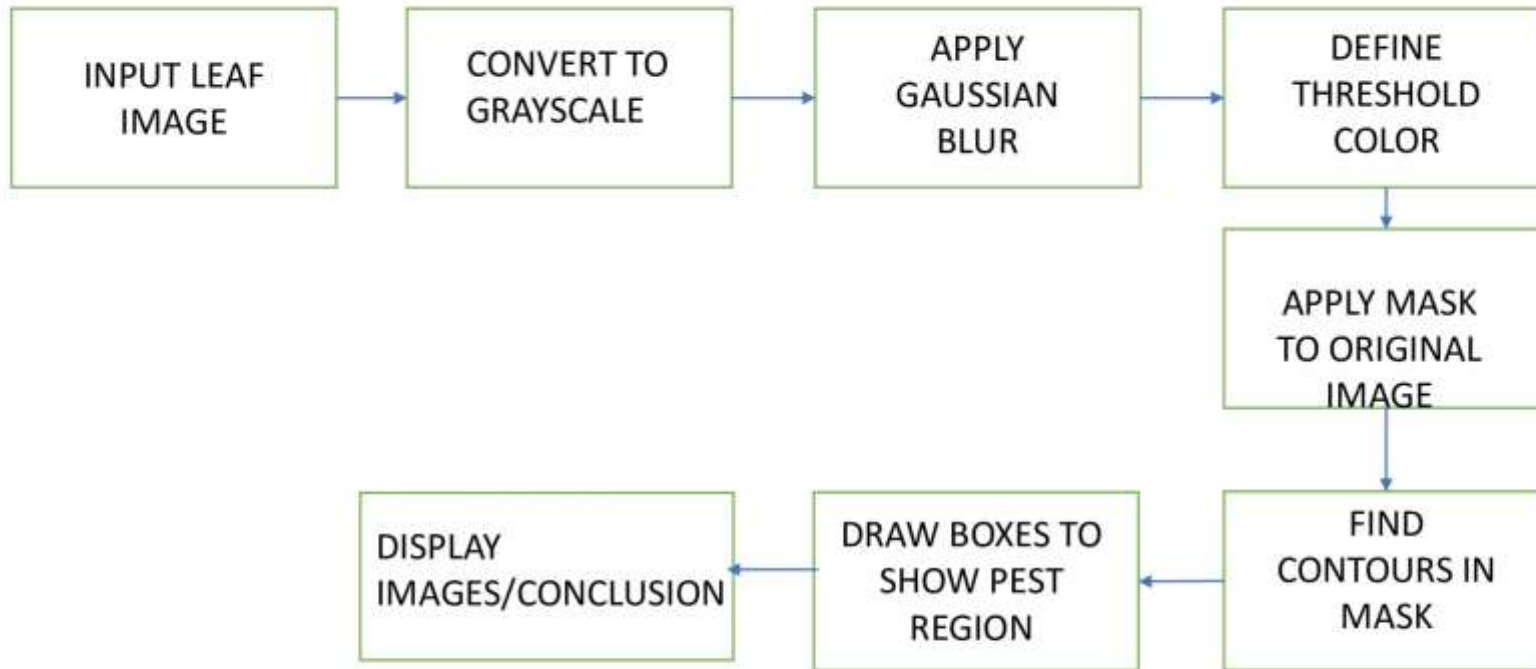 INPUT LEAF
IMAGE
CONVERT TO
GRAYSCALE
APPLY
GAUSSIAN
BLUR
DEFINE
THRESHOLD
COLOR
APPLY MASK
TO ORIGINAL
IMAGE
FIND
CONTOURS IN
MASK
DRAW BOXES TO
SHOW PEST
REGION
DISPLAY
IMAGES/CONCLUSION